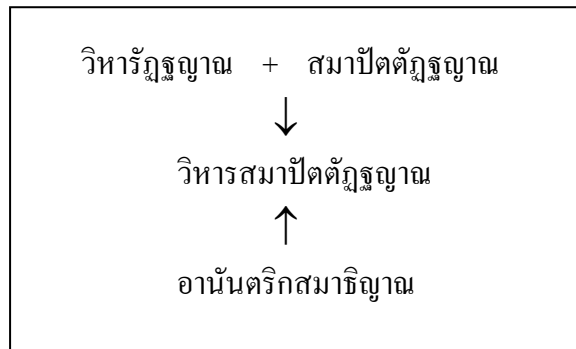 วิหารัฏฐญาณ + สมาปัตตัฏฐญาณ
↓
วิหารสมาปัตตัฏฐญาณ
↑
อานันตริกสมาธิญาณ